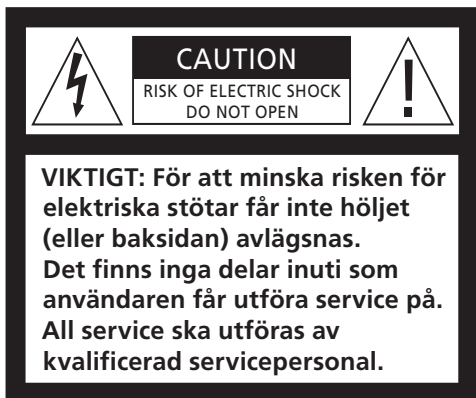 CAUTION
RISK OF ELECTRIC SHOCK
DO NOT OPEN
VIKTIGT: För att minska risken för
elektriska stötar får inte höljet
(eller baksidan) avlägsnas.
Det finns inga delar inuti som
användaren får utföra service på.
All service ska utföras av
kvalificerad servicepersonal.